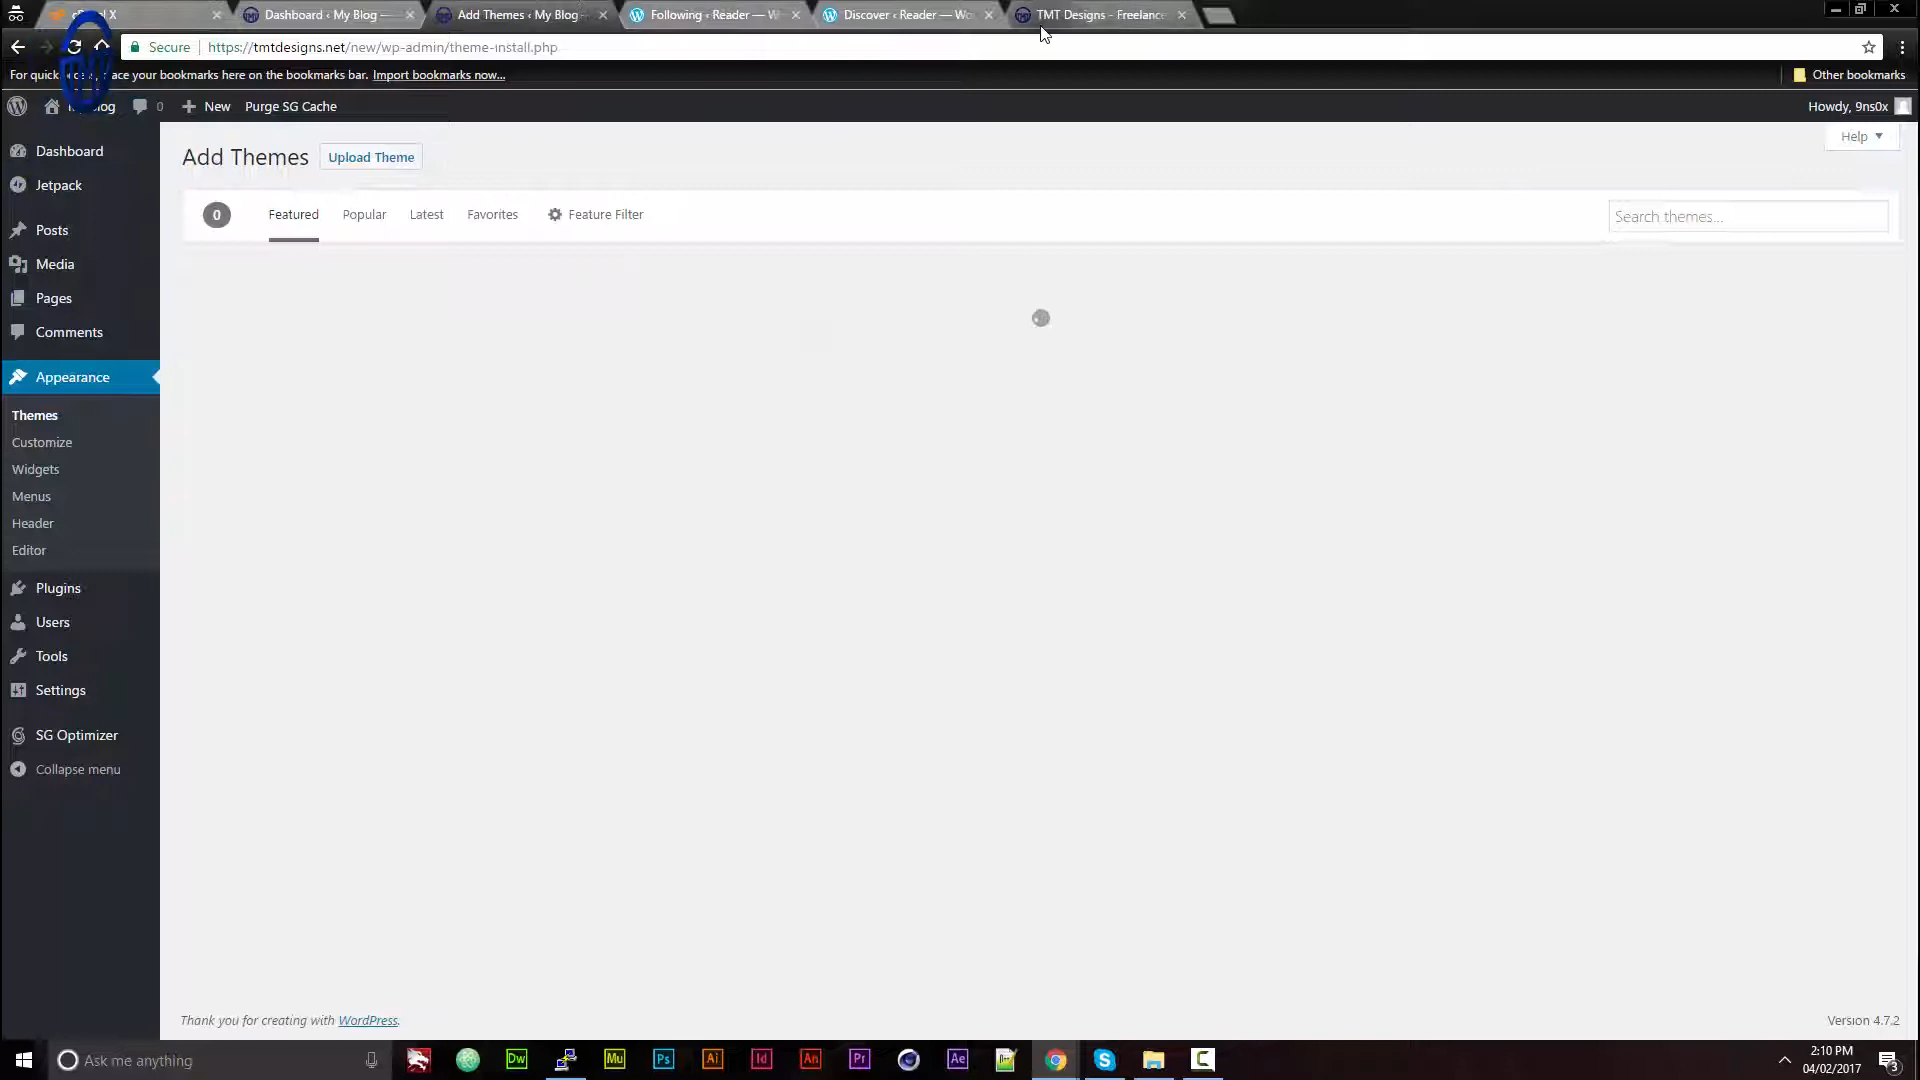 Dashboard ‹ My Blog —
Add Themes ‹ My Blog
Following ‹ Reader — W
Discover ‹ Reader — Wo
TMT Designs - Freelance
Secure https://tmtdesigns.net/new/wp-admin/theme-install.php
For quick place your bookmarks here on the bookmarks bar. Import bookmarks now...
Other bookmarks
0 New Purge SG Cache
Howdy, 9ns0x
Help
Add Themes Upload Theme
0 Featured Popular Latest Favorites Feature Filter
Search themes...
Dashboard
Jetpack
Posts
Media
Pages
Comments
Appearance
Themes
Customize
Widgets
Menus
Header
Editor
Plugins
Users
Tools
Settings
SG Optimizer
Collapse menu
Thank you for creating with WordPress.
Version 4.7.2
Ask me anything
Dw
Mu
Ps
Ai
Id
An
Pr
Ae
2:10 PM
04/02/2017
3